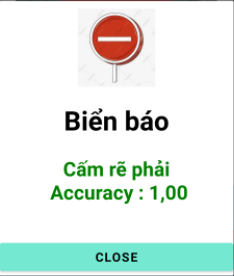 Biển báo
Cấm rẽ phải
Accuracy : 1,00
CLOSE